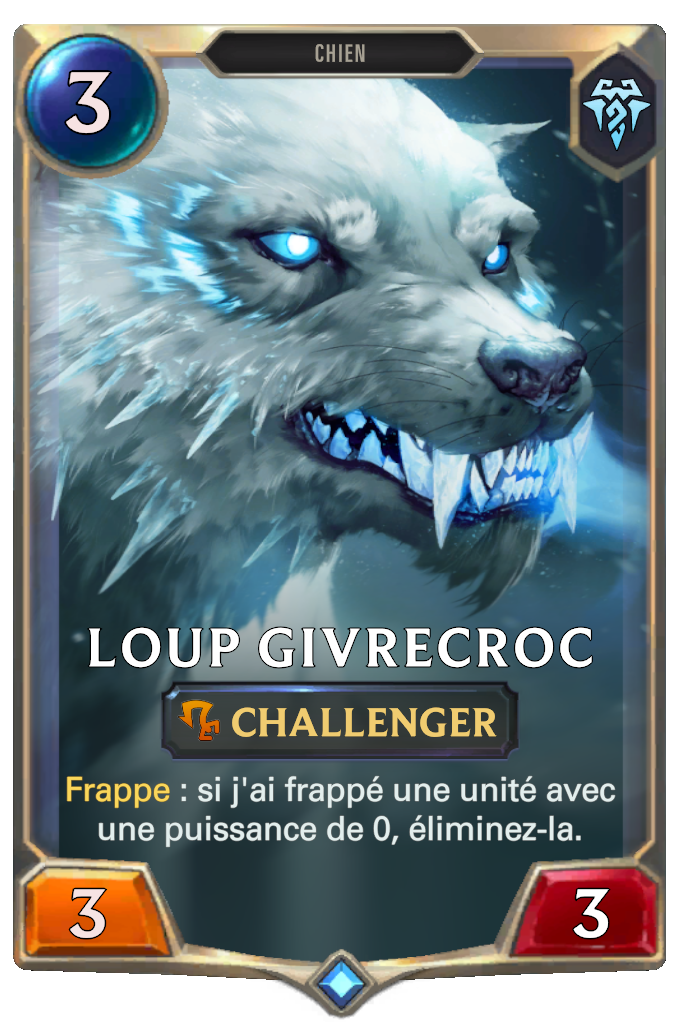 CHIEN
3
LOUP GIVRECROC
CHALLENGER
Frappe : si j'ai frappé une unité avec
une puissance de 0, éliminez-la.
3
3